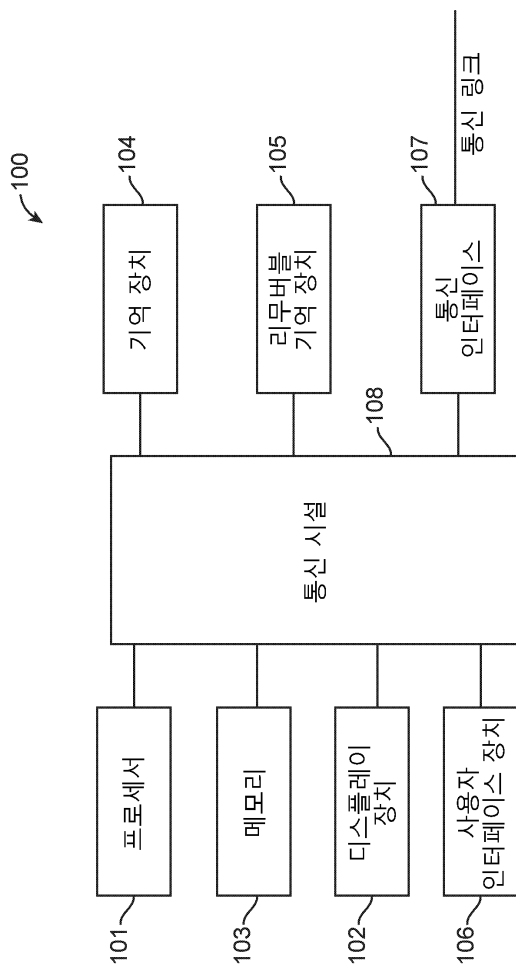 100
프로세서
101
메모리
103
디스플레이
장치
102
사용자
인터페이스 장치
106
통신 시설
108
기억 장치
104
리무버블
기억 장치
105
통신
인터페이스
107
통신 링크